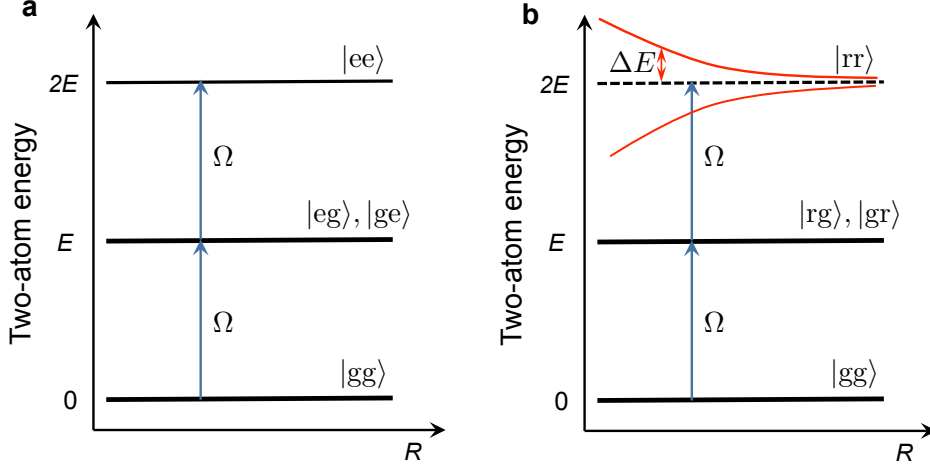 a
Two-atom energy
2E
|ee⟩
Ω
E
|eg⟩, |ge⟩
Ω
0
|gg⟩
R
b
Two-atom energy
ΔE
2E
|rr⟩
Ω
E
|rg⟩, |gr⟩
Ω
0
|gg⟩
R